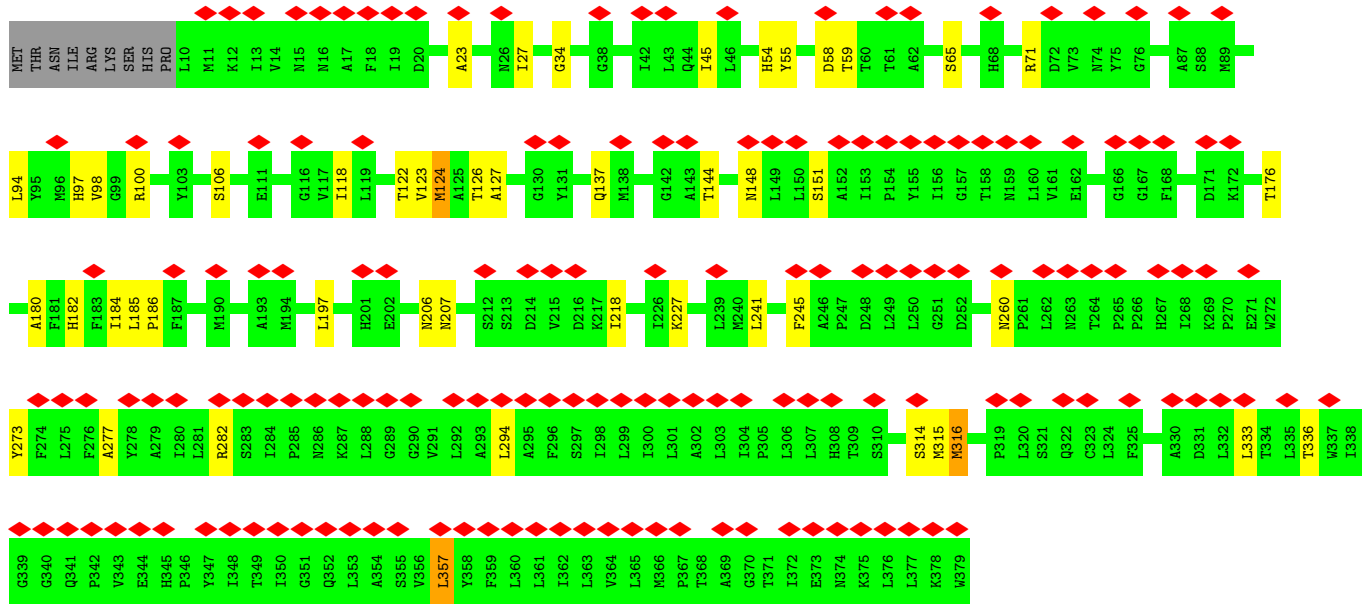 MET THR ASN ILE ARG LYS SER HIS PRO L10 M11 K12 I13 V14 N15 N16 A17 F18 I19 D20 A23 N26 I27 G34 G38 I42 L43 Q44 I45 L46 H54 Y55 D58 T59 T60 T61 A62 S65 H68 R71 D72 V73 N74 Y75 G76 A87 S88 M89
L94 Y95 M96 H97 V98 G99 R100 Y103 S106 E111 G116 V117 I118 L119 T122 V123 M124 A125 T126 A127 G130 Y131 Q137 M138 G142 A143 T144 N148 L149 L150 S151 A152 I153 P154 Y155 I156 G157 T158 N159 L160 V161 E162 G166 G167 F168 D171 K172 T176
A180 F181 H182 F183 I184 L185 P186 F187 M190 A193 M194 L197 H201 E202 N206 N207 S212 S213 D214 V215 D216 K217 I218 I226 K227 L239 M240 L241 F245 A246 P247 D248 L249 L250 G251 D252 N260 P261 L262 N263 T264 P265 P266 H267 I268 K269 P270 E271 W272
Y273 F274 L275 F276 A277 Y278 A279 I280 L281 R282 S283 I284 P285 N286 K287 L288 G289 G290 V291 L292 A293 L294 A295 F296 S297 I298 L299 I300 L301 A302 L303 I304 P305 L306 L307 H308 T309 S310 S314 M315 M316 P319 L320 S321 Q322 C323 L324 F325 A330 D331 L332 L333 T334 L335 T336 W337 I338
G339 G340 Q341 P342 V343 E344 H345 P346 Y347 I348 T349 I350 G351 Q352 L353 A354 S355 V356 L357 Y358 F359 L360 L361 I362 L363 V364 L365 M366 P367 T368 A369 G370 T371 I372 E373 N374 K375 L376 L377 K378 W379